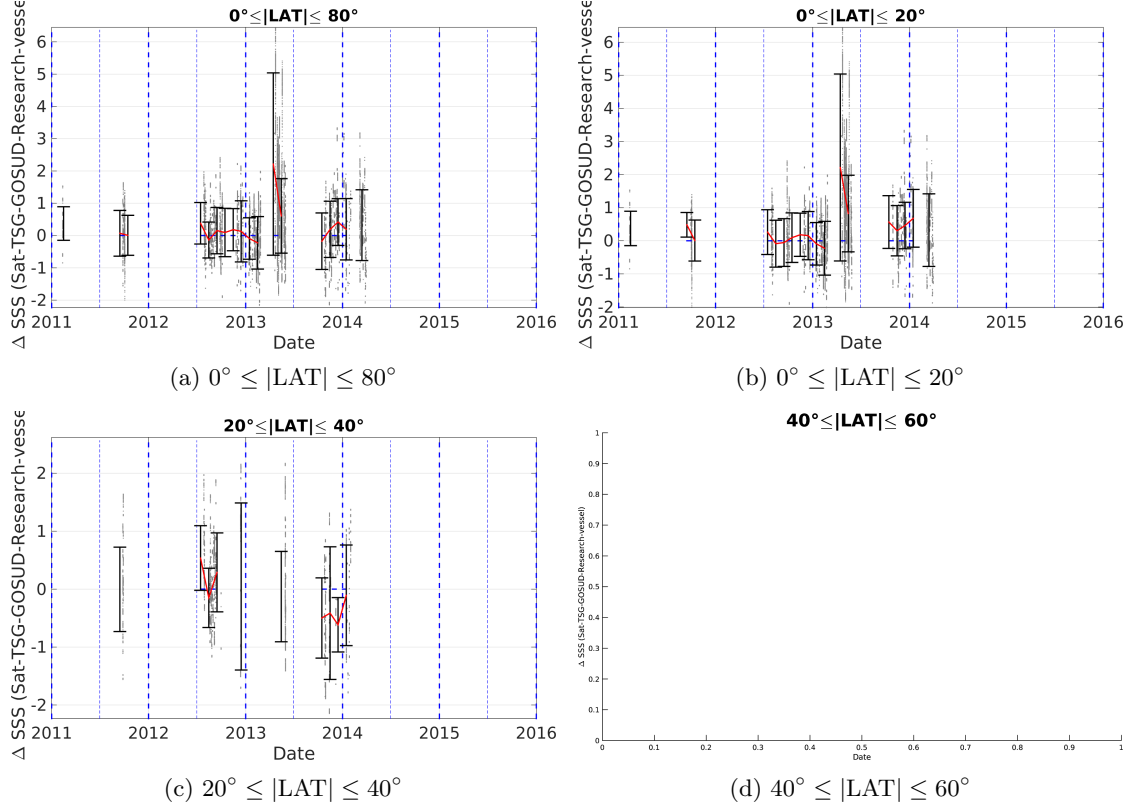 0°≤|LAT|≤ 80°
Δ SSS (Sat-TSG-GOSUD-Research-vesse
6
5
4
3
2
1
0
-1
-2
2011 2012 2013 2014 2015 2016
Date
(a) 0° ≤ |LAT| ≤ 80°
0°≤|LAT|≤ 20°
Δ SSS (Sat-TSG-GOSUD-Research-vessel
6
5
4
3
2
1
0
-1
-2
2011 2012 2013 2014 2015 2016
Date
(b) 0° ≤ |LAT| ≤ 20°
20°≤|LAT|≤ 40°
Δ SSS (Sat-TSG-GOSUD-Research-vesse
2
1
0
-1
-2
2011 2012 2013 2014 2015 2016
Date
(c) 20° ≤ |LAT| ≤ 40°
40°≤|LAT|≤ 60°
Δ SSS (Sat-TSG-GOSUD-Research-vessel)
1
0.9
0.8
0.7
0.6
0.5
0.4
0.3
0.2
0.1
0
0 0.1 0.2 0.3 0.4 0.5 0.6 0.7 0.8 0.9 1
Date
(d) 40° ≤ |LAT| ≤ 60°